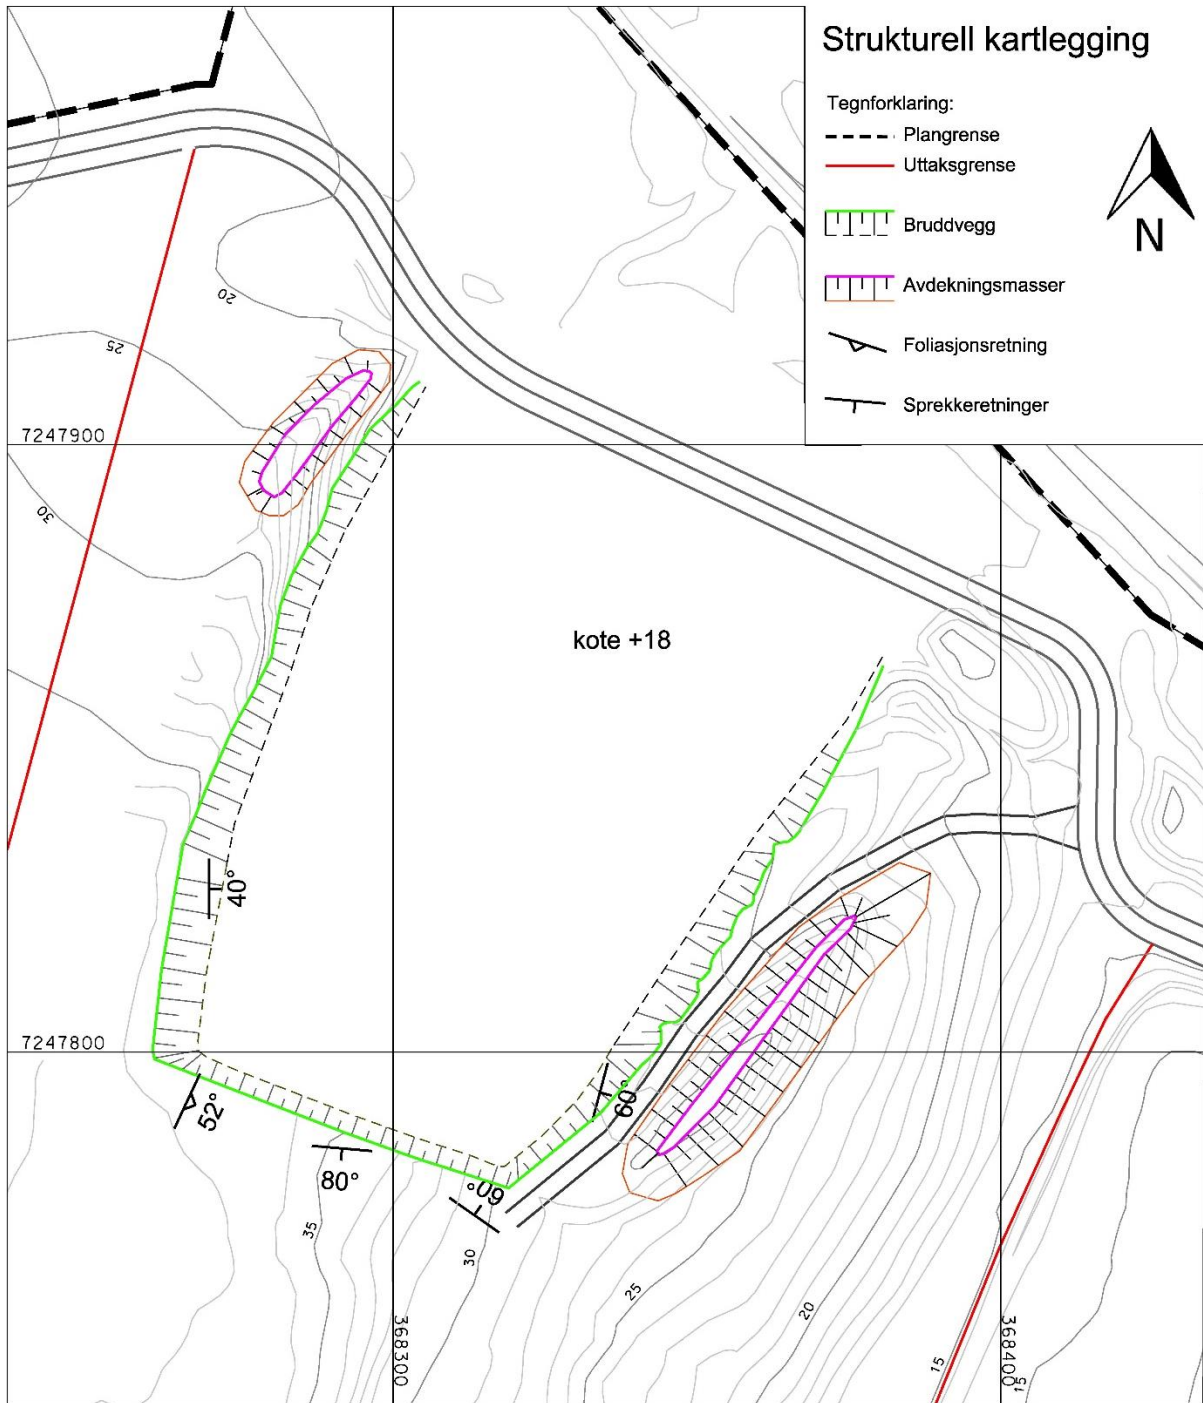 Strukturell kartlegging
Tegnforklaring:
Plangrense
Uttaksgrense
Bruddvegg
Avdekningsmasser
Foliasjonsretning
Sprekkeretninger
N
20
25
7247900
30
kote +18
40°
7247800
52°
80°
60°
60°
35
30
25
20
15
15
368300
368400